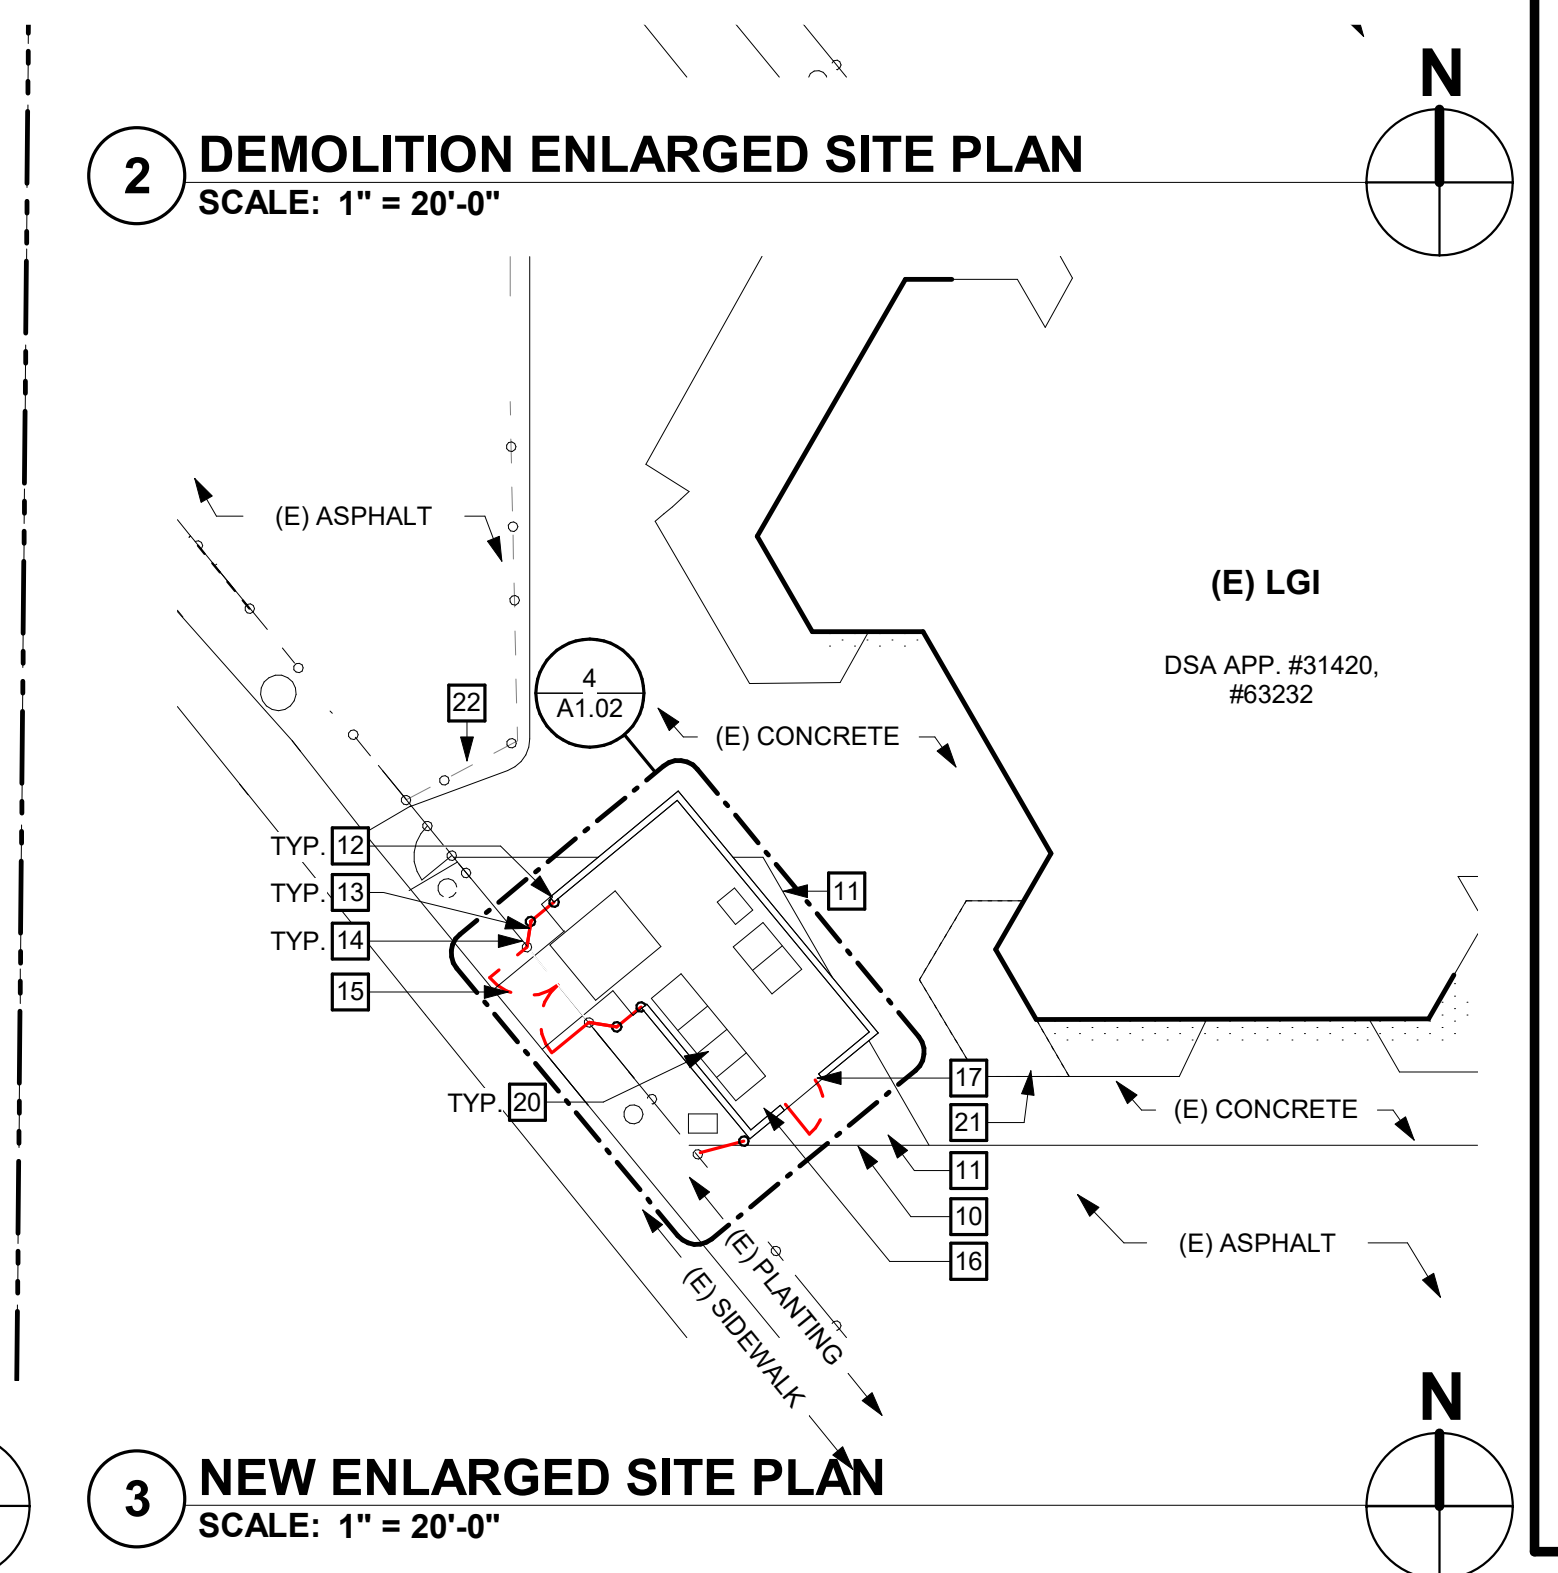 N
2
DEMOLITION ENLARGED SITE PLAN
SCALE: 1" = 20'-0"
(E) ASPHALT
(E) LGI
DSA APP. #31420,
#63232
4
A1.02
22
(E) CONCRETE
TYP. 12
TYP. 13
11
TYP. 14
15
17
TYP. 20
21
(E) CONCRETE
11
10
16
(E) ASPHALT
(E) PLANTING
(E) SIDEWALK
N
3
NEW ENLARGED SITE PLAN
SCALE: 1" = 20'-0"